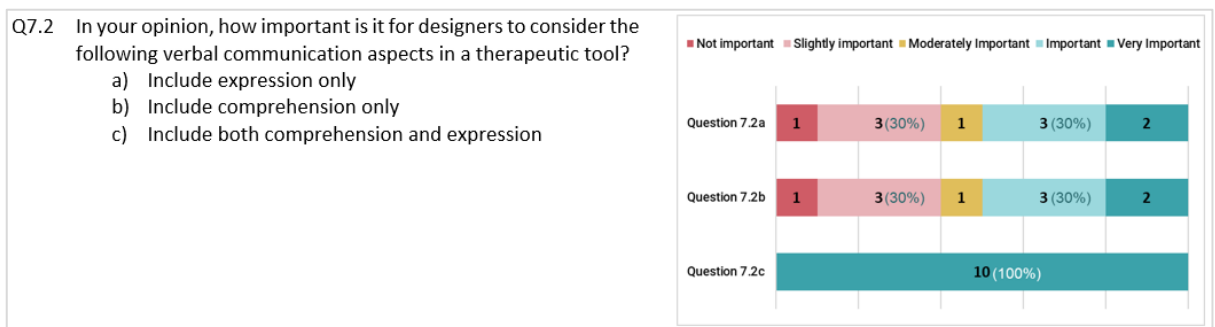 Q7.2 In your opinion, how important is it for designers to consider the
following verbal communication aspects in a therapeutic tool?
a) Include expression only
b) Include comprehension only
c) Include both comprehension and expression
Not important Slightly important Moderately Important Important Very Important
Question 7.2a 1 3 (30%) 1 3 (30%) 2
Question 7.2b 1 3 (30%) 1 3 (30%) 2
Question 7.2c 10 (100%)